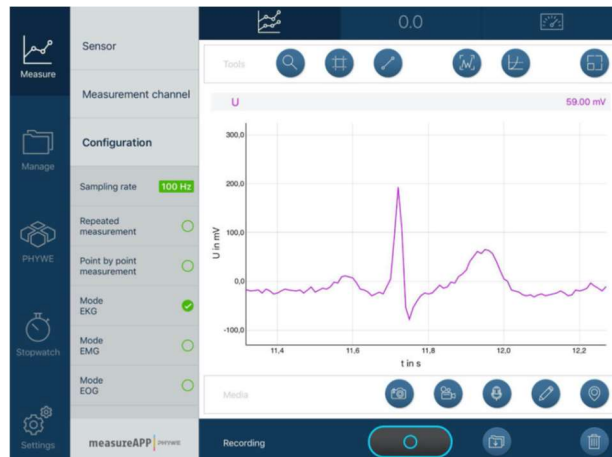 0.0
Measure
Sensor
Measurement channel
Configuration
Sampling rate 100 Hz
Repeated
measurement
Point by point
measurement
Mode
EKG
Mode
EMG
Mode
EOG
Manage
PHYWE
Stopwatch
Settings
measureAPP PHYWE
Tools
U 59.00 mV
300,0
200,0
100,0
0,0
-100,0
U in mV
11,4 11,6 11,8 12,0 12,2
t in s
Media
Recording